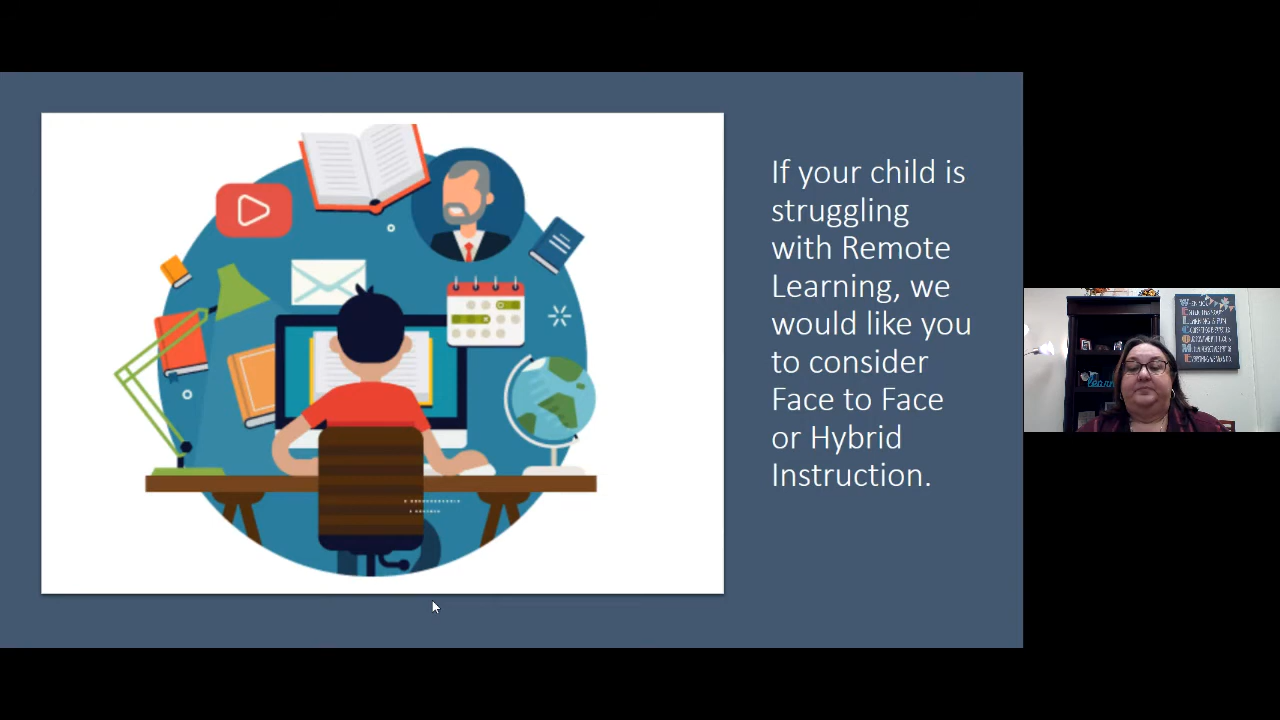 If your child is
struggling
with Remote
Learning, we
would like you
to consider
Face to Face
or Hybrid
Instruction.
learn